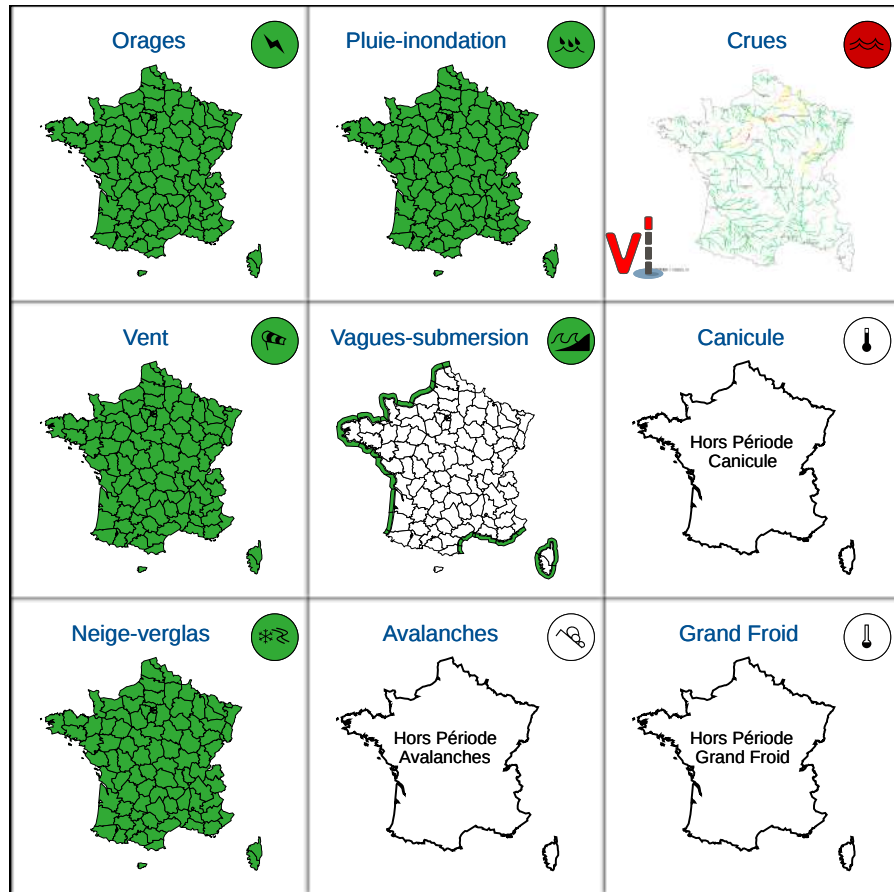 Orages
Pluie-inondation
Crues
Vi
Vent
Vagues-submersion
Canicule
Hors Période
Canicule
Neige-verglas
Avalanches
Hors Période
Avalanches
Grand Froid
Hors Période
Grand Froid